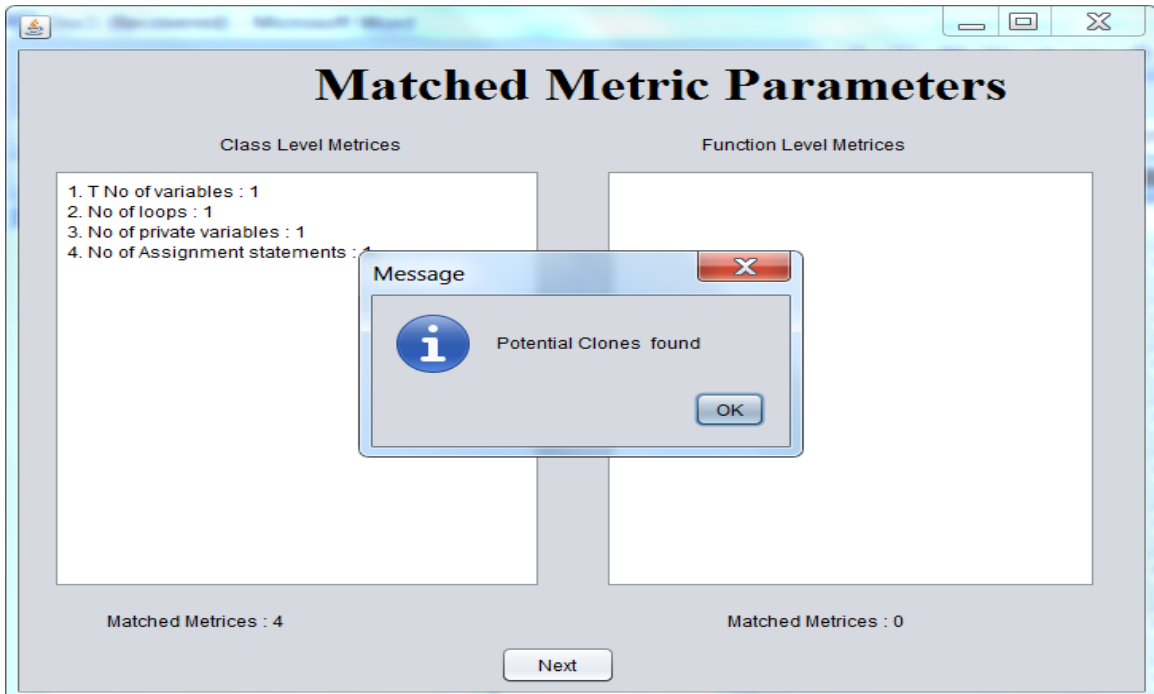 Microsoft Word
Matched Metric Parameters
Class Level Metrices
Function Level Metrices
1. T No of variables : 1
2. No of loops : 1
3. No of private variables : 1
4. No of Assignment statements :
Message
Potential Clones found
OK
Matched Metrices : 4
Matched Metrices : 0
Next